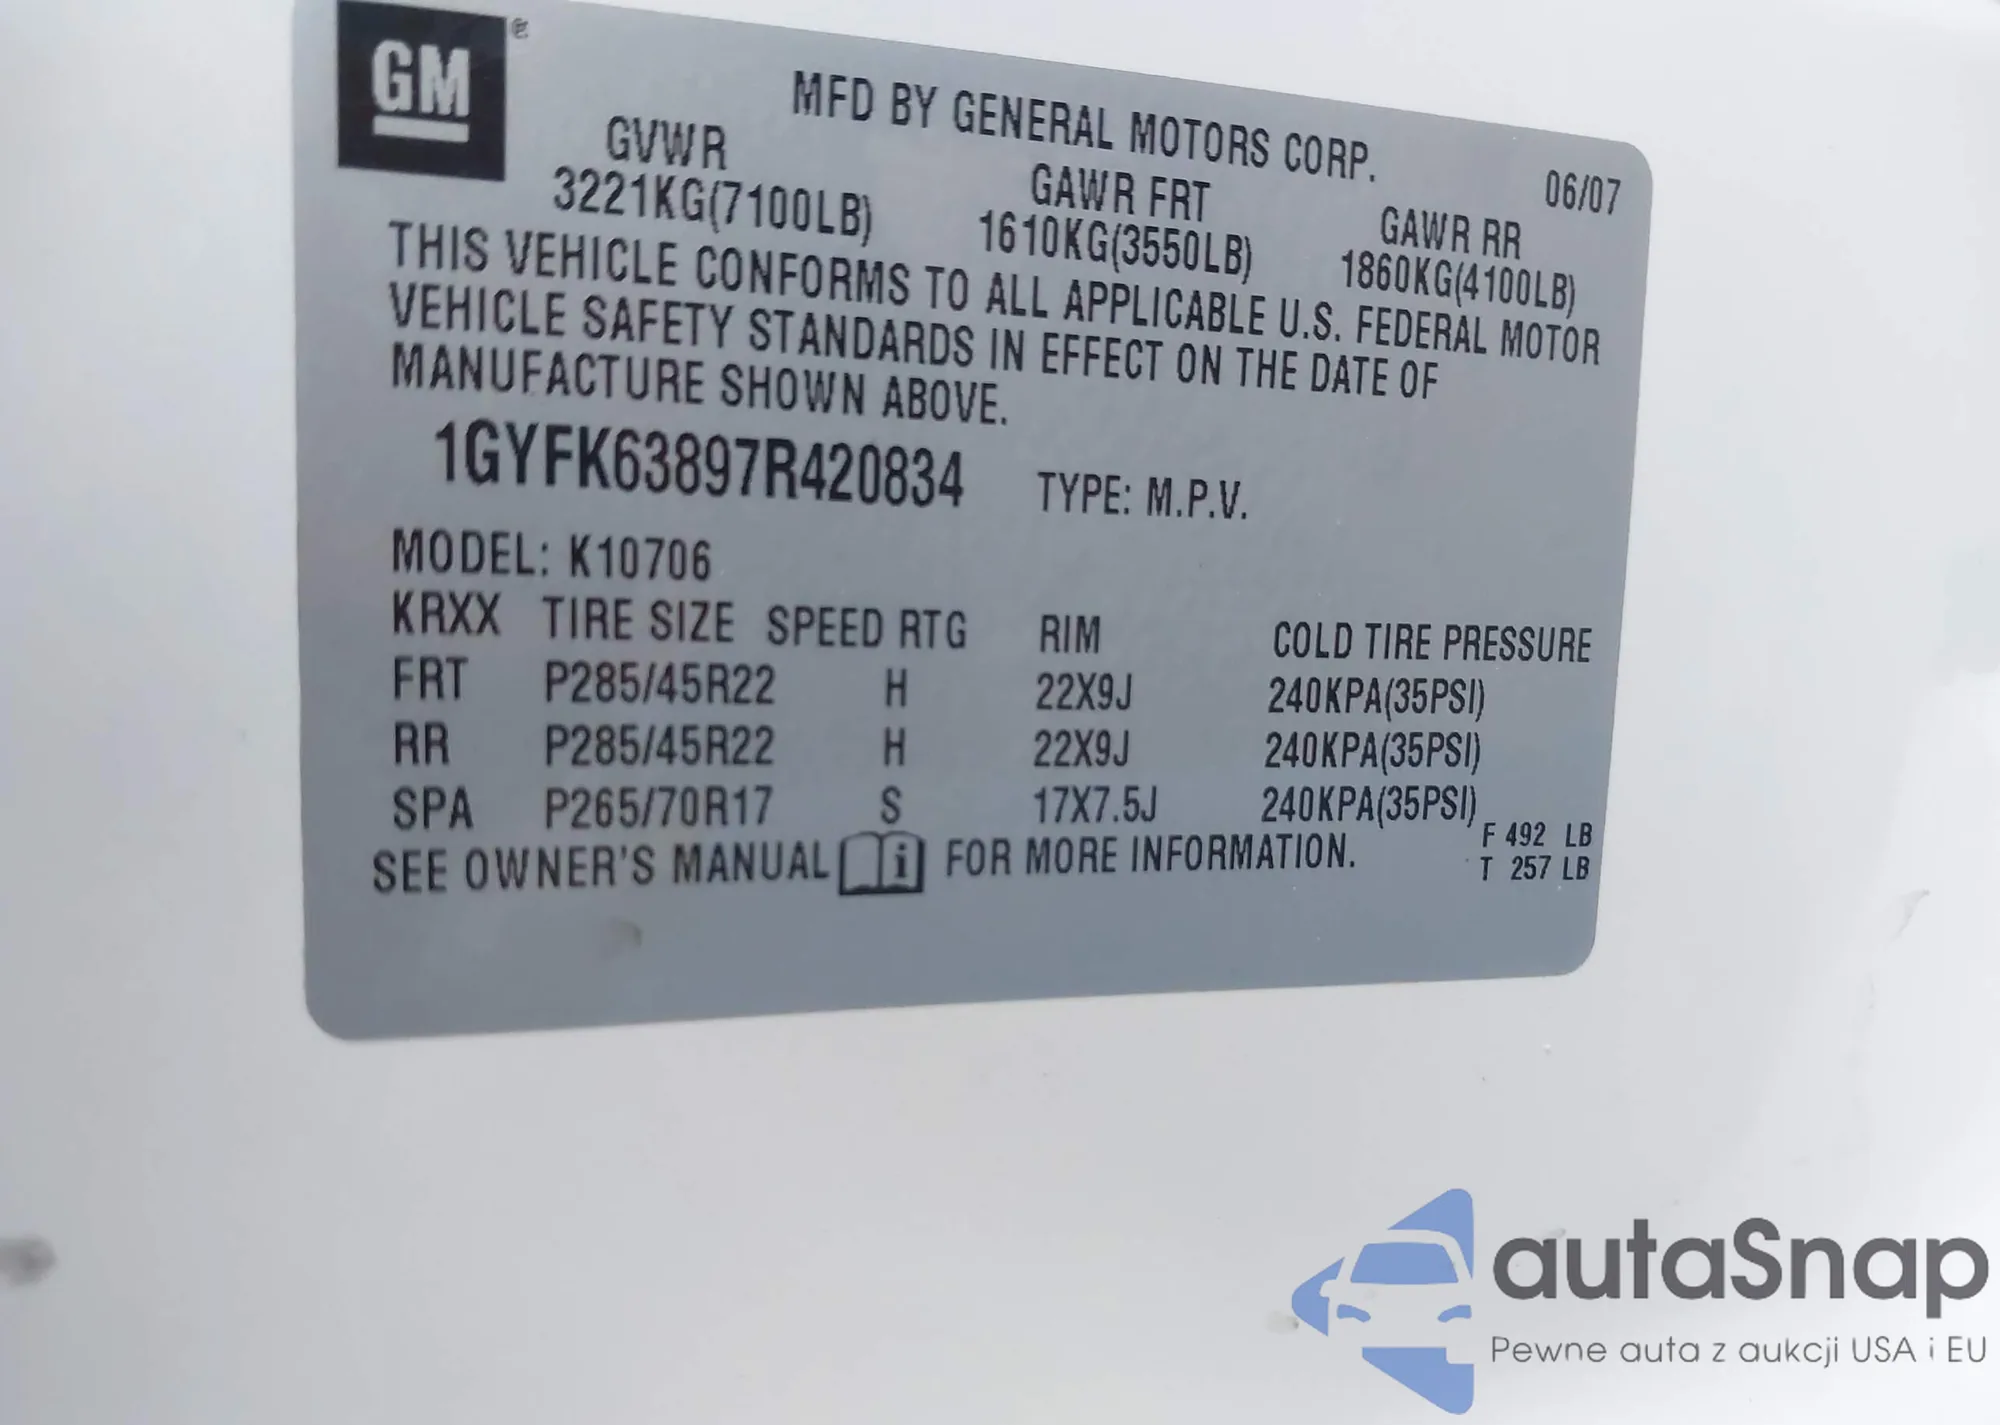 GM
MFD BY GENERAL MOTORS CORP.
06/07
GVWR
GAWR FRT
GAWR RR
3221KG(7100LB)
1610KG(3550LB)
1860KG(4100LB)
THIS VEHICLE CONFORMS TO ALL APPLICABLE U.S. FEDERAL MOTOR
VEHICLE SAFETY STANDARDS IN EFFECT ON THE DATE OF
MANUFACTURE SHOWN ABOVE.
1GYFK63897R420834 TYPE: M.P.V.
MODEL: K10706
KRXX TIRE SIZE SPEED RTG RIM COLD TIRE PRESSURE
FRT P285/45R22 H 22X9J 240KPA(35PSI)
RR P285/45R22 H 22X9J 240KPA(35PSI)
SPA P265/70R17 S 17X7.5J 240KPA(35PSI)
SEE OWNER'S MANUAL i FOR MORE INFORMATION.
F 492 LB
T 257 LB
autaSnap
Pewne auta z aukcji USA i EU